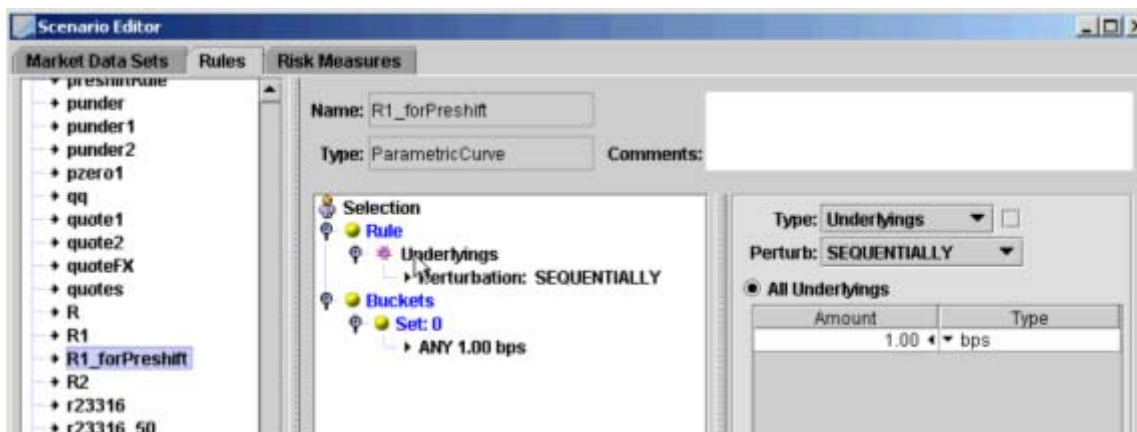 Scenario Editor
Market Data Sets Rules Risk Measures
preshiftRule
punder
punder1
punder2
pzero1
qq
quote1
quote2
quoteFX
quotes
R
R1
R1_forPreshift
R2
r23316
r23316_50
Name: R1_forPreshift
Type: ParametricCurve Comments:
Selection
Rule
Underlyings
Perturbation: SEQUENTIALLY
Buckets
Set: 0
ANY 1.00 bps
Type: Underlyings
Perturb: SEQUENTIALLY
All Underlyings
Amount Type
1.00 bps